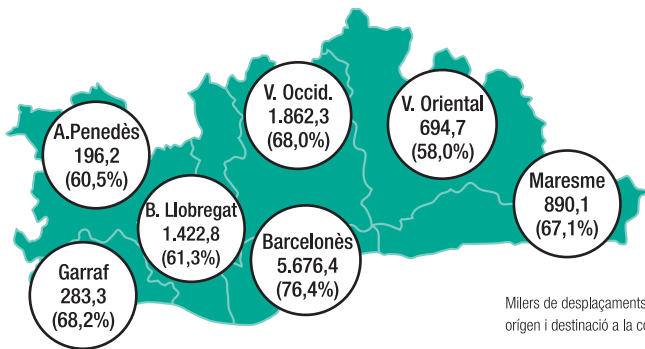 V. Occid.
1.862,3
(68,0%)
V. Oriental
694,7
(58,0%)
A.Penedès
196,2
(60,5%)
Maresme
890,1
(67,1%)
B. Llobregat
1.422,8
(61,3%)
Barcelonès
5.676,4
(76,4%)
Garraf
283,3
(68,2%)
Milers de desplaçaments
orígen i destinació a la